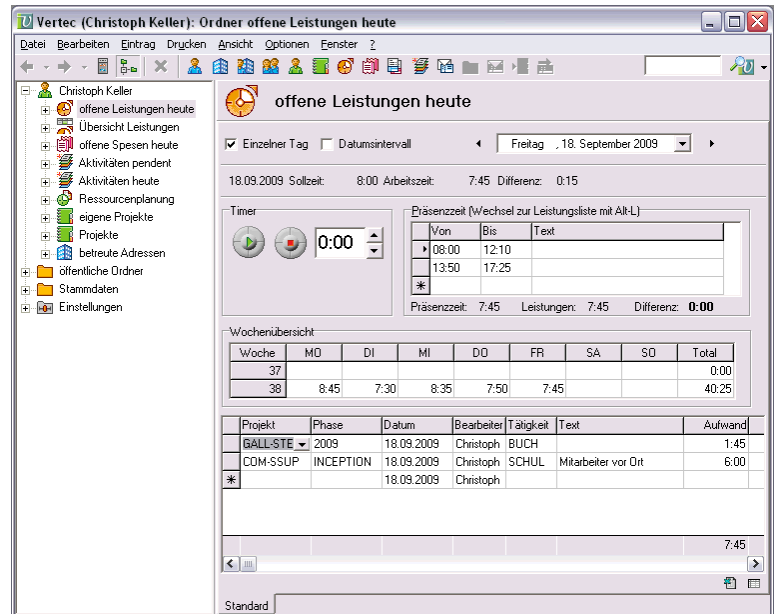 Vertec (Christoph Keller): Ordner offene Leistungen heute
Datei Bearbeiten Eintrag Drucken Ansicht Optionen Fenster ?
Christoph Keller
offene Leistungen heute
Übersicht Leistungen
offene Spesen heute
Aktivitäten pendent
Aktivitäten heute
Ressourcenplanung
eigene Projekte
Projekte
betreute Adressen
öffentliche Ordner
Stammdaten
Einstellungen
offene Leistungen heute
Einzelner Tag Datumsintervall Freitag , 18. September 2009
18.09.2009 Sollzeit: 8:00 Arbeitszeit: 7:45 Differenz: 0:15
Timer
0:00
Präsenzzeit (Wechsel zur Leistungsliste mit Alt-L)
Von Bis Text
08:00 12:10
13:50 17:25
Präsenzzeit: 7:45 Leistungen: 7:45 Differenz: 0:00
Wochenübersicht
Woche MO DI MI DO FR SA SO Total
37 0:00
38 8:45 7:30 8:35 7:50 7:45 40:25
Projekt Phase Datum Bearbeiter Tätigkeit Text Aufwand
GALL-STE 2009 18.09.2009 Christoph BUCH 1:45
COM-SSUP INCEPTION 18.09.2009 Christoph SCHUL Mitarbeiter vor Ort 6:00
18.09.2009 Christoph
7:45
Standard